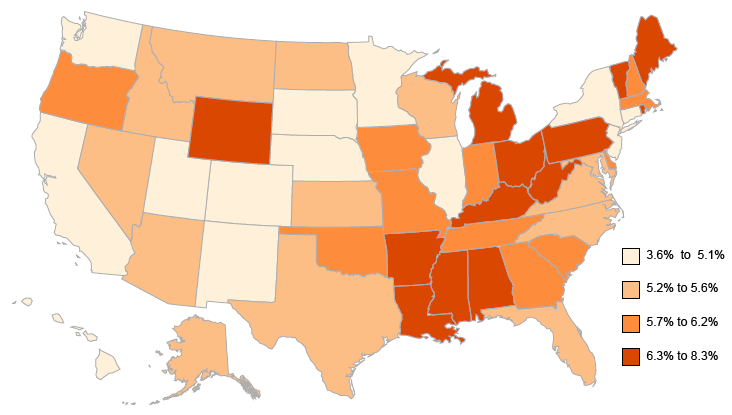 3.6% to 5.1%
5.2% to 5.6%
5.7% to 6.2%
6.3% to 8.3%